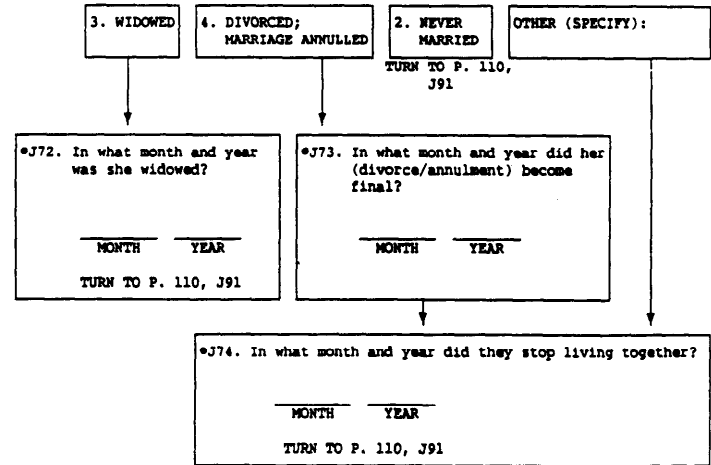 3. WIDOWED
4. DIVORCED;
MARRIAGE ANNULLED
2. NEVER
MARRIED
TURN TO P. 110,
J91
OTHER (SPECIFY):
•J72. In what month and year
was she widowed?
MONTH YEAR
TURN TO P. 110, J91
•J73. In what month and year did her
(divorce/annulment) become
final?
MONTH YEAR
•J74. In what month and year did they stop living together?
MONTH YEAR
TURN TO P. 110, J91